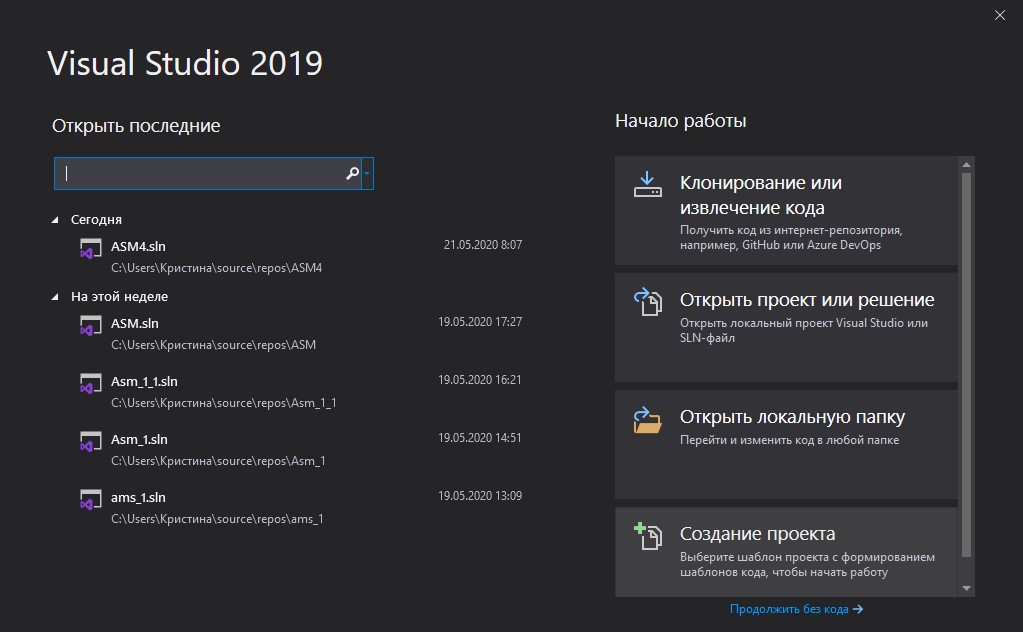 Visual Studio 2019
Открыть последние
Сегодня
ASM4.sln 21.05.2020 8:07
C:\Users\Кристина\source\repos\ASM4
На этой неделе
ASM.sln 19.05.2020 17:27
C:\Users\Кристина\source\repos\ASM
Asm_1_1.sln 19.05.2020 16:21
C:\Users\Кристина\source\repos\Asm_1_1
Asm_1.sln 19.05.2020 14:51
C:\Users\Кристина\source\repos\Asm_1
ams_1.sln 19.05.2020 13:09
C:\Users\Кристина\source\repos\ams_1
Начало работы
Клонирование или
извлечение кода
Получить код из интернет-репозитория,
например, GitHub или Azure DevOps
Открыть проект или решение
Открыть локальный проект Visual Studio или
SLN-файл
Открыть локальную папку
Перейти и изменить код в любой папке
Создание проекта
Выберите шаблон проекта с формированием
шаблонов кода, чтобы начать работу
Продолжить без кода →